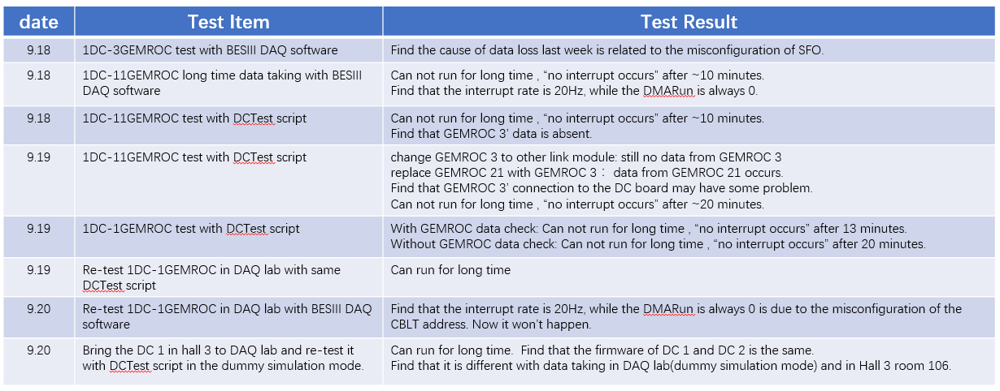 date Test Item Test Result
9.18 1DC-3GEMROC test with BESIII DAQ software Find the cause of data loss last week is related to the misconfiguration of SFO.
9.18 1DC-11GEMROC long time data taking with BESIII
DAQ software
Can not run for long time , “no interrupt occurs” after ~10 minutes.
Find that the interrupt rate is 20Hz, while the DMARun is always 0.
9.18 1DC-11GEMROC test with DCTest script
Can not run for long time , “no interrupt occurs” after ~10 minutes.
Find that GEMROC 3’ data is absent.
9.19 1DC-11GEMROC test with DCTest script
change GEMROC 3 to other link module: still no data from GEMROC 3
replace GEMROC 21 with GEMROC 3： data from GEMROC 21 occurs.
Find that GEMROC 3’ connection to the DC board may have some problem.
Can not run for long time , “no interrupt occurs” after ~20 minutes.
9.19 1DC-1GEMROC test with DCTest script
With GEMROC data check: Can not run for long time , “no interrupt occurs” after 13 minutes.
Without GEMROC data check: Can not run for long time , “no interrupt occurs” after 20 minutes.
9.19 Re-test 1DC-1GEMROC in DAQ lab with same
DCTest script
Can run for long time
9.20 Re-test 1DC-1GEMROC in DAQ lab with BESIII DAQ
software
Find that the interrupt rate is 20Hz, while the DMARun is always 0 is due to the misconfiguration of the
CBLT address. Now it won’t happen.
9.20 Bring the DC 1 in hall 3 to DAQ lab and re-test it
with DCTest script in the dummy simulation mode.
Can run for long time. Find that the firmware of DC 1 and DC 2 is the same.
Find that it is different with data taking in DAQ lab(dummy simulation mode) and in Hall 3 room 106.